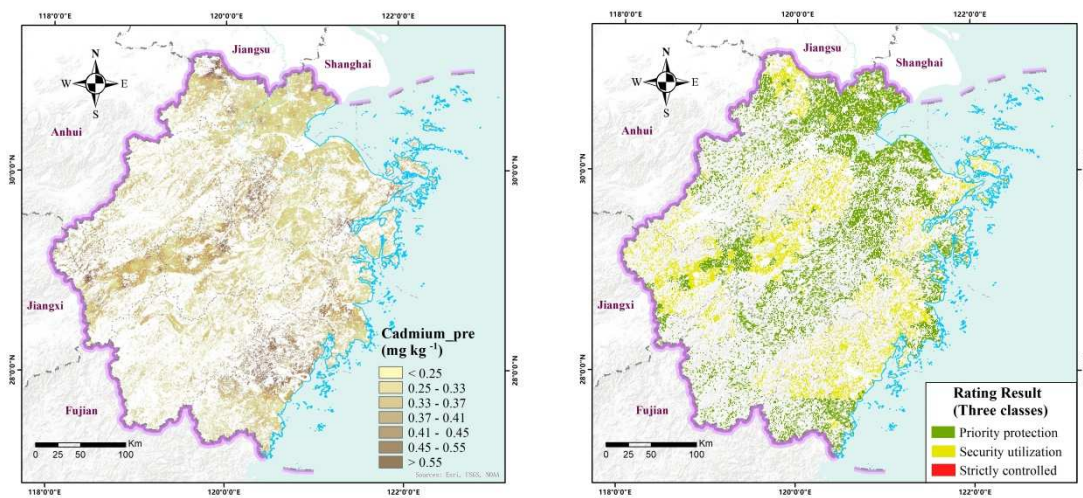 118°0'0"E
120°0'0"E
122°0'0"E
N
W
E
S
Jiangsu
Shanghai
Anhui
30°0'0"N
30°0'0"N
Jiangxi
28°0'0"N
28°0'0"N
Fujian
Cadmium_pre
(mg kg -1)
< 0.25
0.25 - 0.33
0.33 - 0.37
0.37 - 0.41
0.41 - 0.45
0.45 - 0.55
> 0.55
0 25 50 100 Km
Sources: Esri, USGS, NOAA
118°0'0"E
120°0'0"E
122°0'0"E
118°0'0"E
120°0'0"E
122°0'0"E
N
W
E
S
Jiangsu
Shanghai
Anhui
30°0'0"N
30°0'0"N
Jiangxi
28°0'0"N
28°0'0"N
Fujian
Rating Result
(Three classes)
Priority protection
Security utilization
Strictly controlled
0 25 50 100 Km
118°0'0"E
120°0'0"E
122°0'0"E